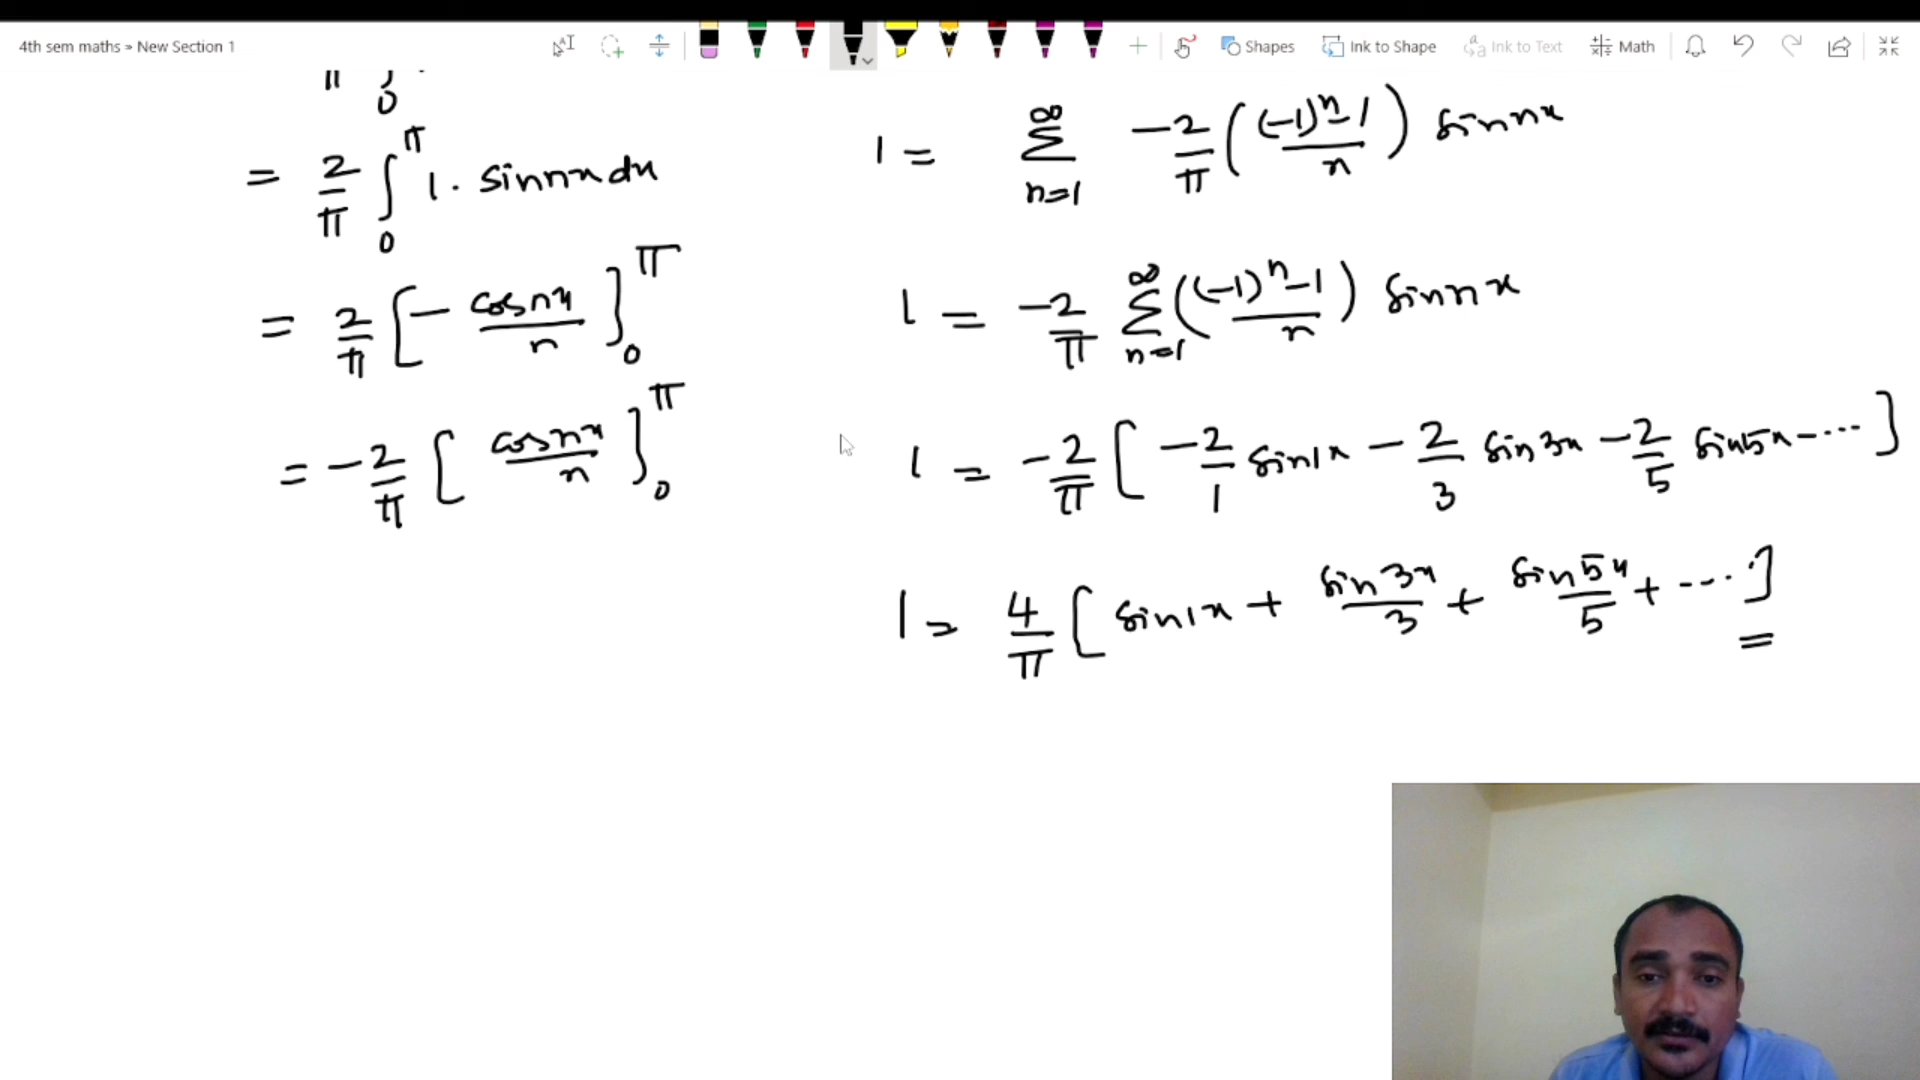 4th sem maths » New Section 1
Shapes Ink to Shape Ink to Text Math
π 0
= 2/π ∫₀^π 1. sin nx dx
= 2/π [- cos nx / n]₀^π
= -2/π [cos nx / n]₀^π
1 = ∑_{n=1}^∞ -2/π ((-1)^n - 1 / n) sin nx
1 = -2/π ∑_{n=1}^∞ ((-1)^n - 1 / n) sin nx
1 = -2/π [-2/1 sin 1x - 2/3 sin 3x - 2/5 sin 5x - ....]
1 = 4/π [sin 1x + sin 3x / 3 + sin 5x / 5 + ....]
=